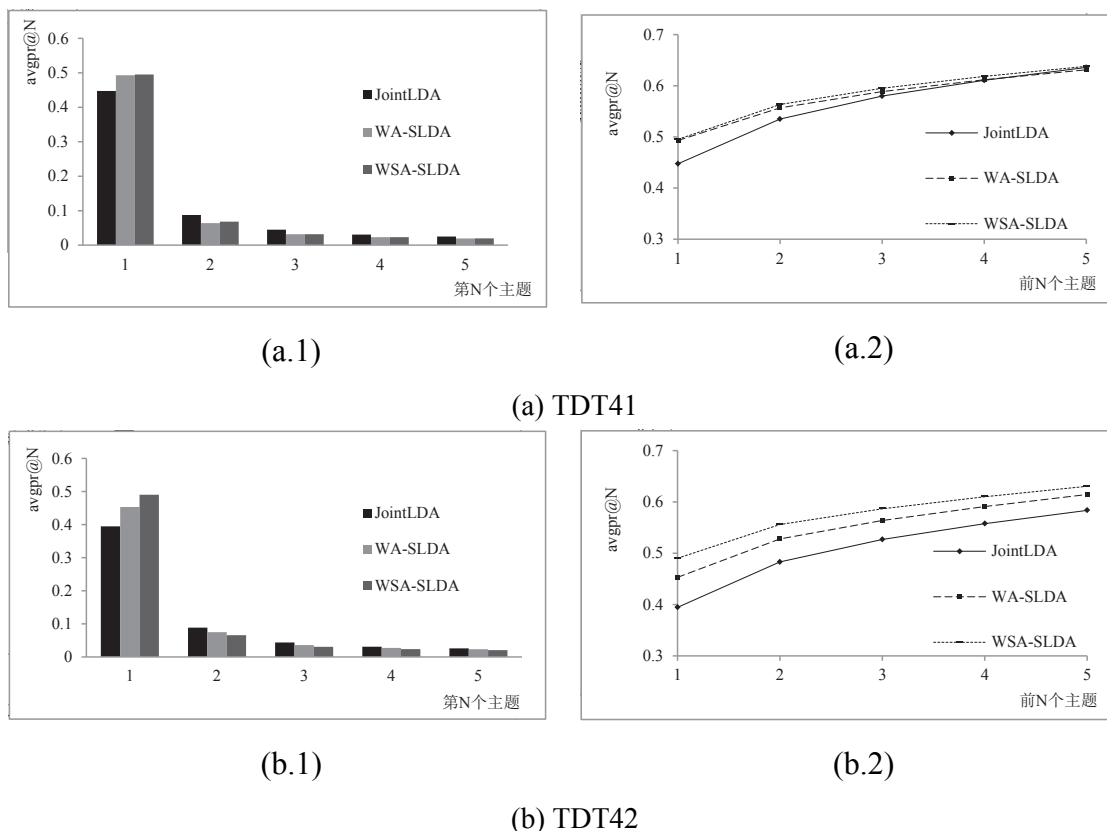 avgpr@N
0.6
0.5
0.4
0.3
0.2
0.1
0
JointLDA
WA-SLDA
WSA-SLDA
1 2 3 4 5
第N个主题
(a.1)
avgpr@N
0.7
0.6
0.5
0.4
0.3
JointLDA
WA-SLDA
WSA-SLDA
1 2 3 4 5
前N个主题
(a.2)
(a) TDT41
avgpr@N
0.6
0.5
0.4
0.3
0.2
0.1
0
JointLDA
WA-SLDA
WSA-SLDA
1 2 3 4 5
第N个主题
(b.1)
avgpr@N
0.7
0.6
0.5
0.4
0.3
JointLDA
WA-SLDA
WSA-SLDA
1 2 3 4 5
前N个主题
(b.2)
(b) TDT42